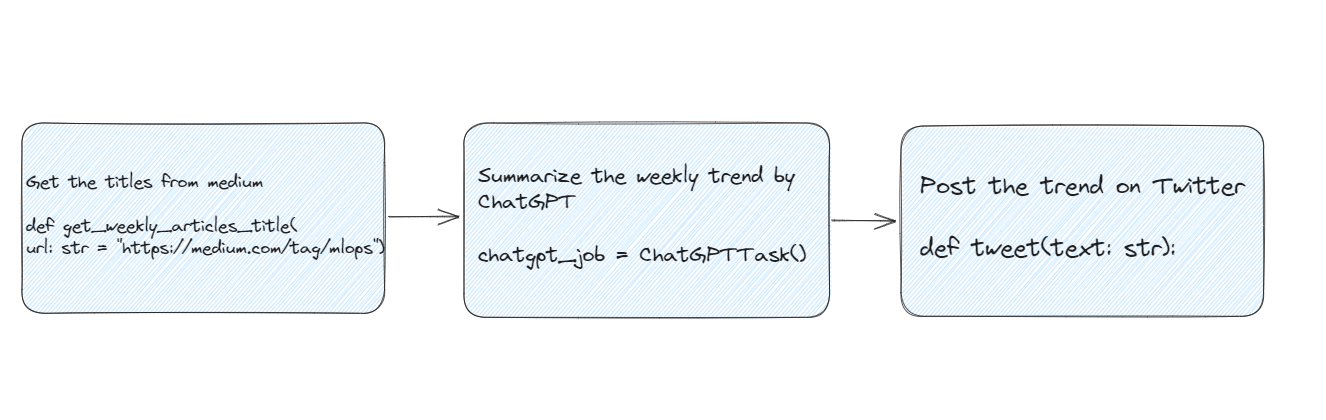 Get the titles from medium
def get_weekly_articles_title(
url: str = "https://medium.com/tag/mlops")
Summarize the weekly trend by
ChatGPT
chatgpt_job = ChatGPTTask()
Post the trend on Twitter
def tweet(text: str):